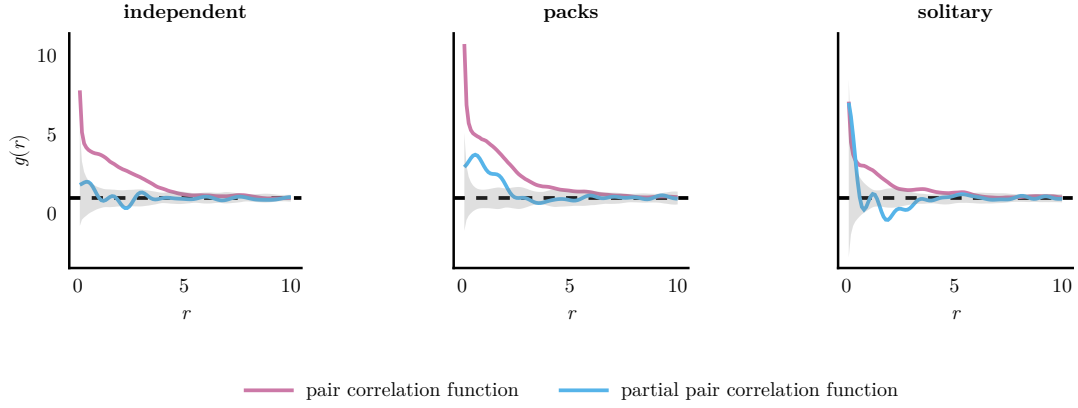 independent packs solitary
10
5
0
g(r)
0 5 10 0 5 10 0 5 10
r r r
pair correlation function partial pair correlation function